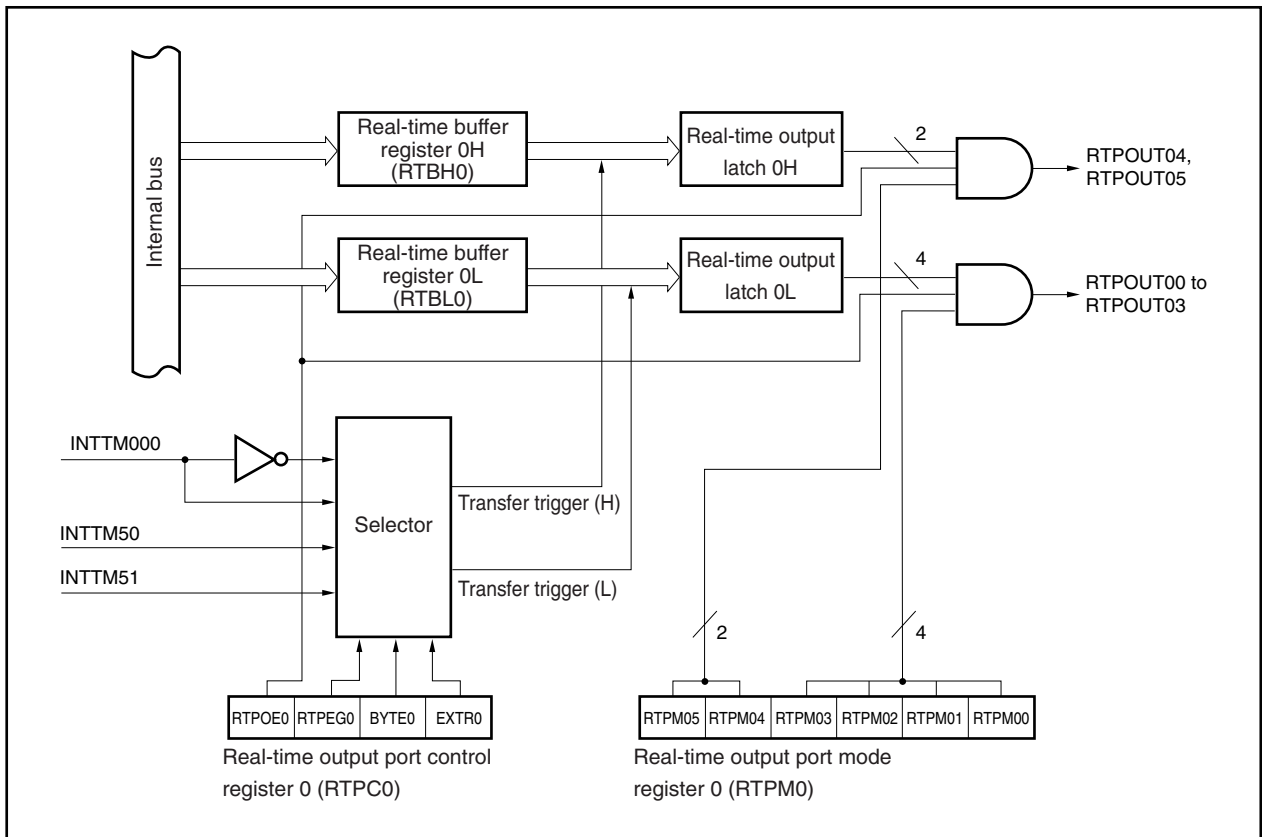 Internal bus
Real-time buffer
register 0H
(RTBH0)
Real-time output
latch 0H
2
RTPOUT04,
RTPOUT05
Real-time buffer
register 0L
(RTBL0)
Real-time output
latch 0L
4
RTPOUT00 to
RTPOUT03
INTTM000
INTTM50
INTTM51
Selector
Transfer trigger (H)
Transfer trigger (L)
2
4
RTPOE0 RTPEG0 BYTE0 EXTR0
Real-time output port control
register 0 (RTPC0)
RTPM05 RTPM04 RTPM03 RTPM02 RTPM01 RTPM00
Real-time output port mode
register 0 (RTPM0)